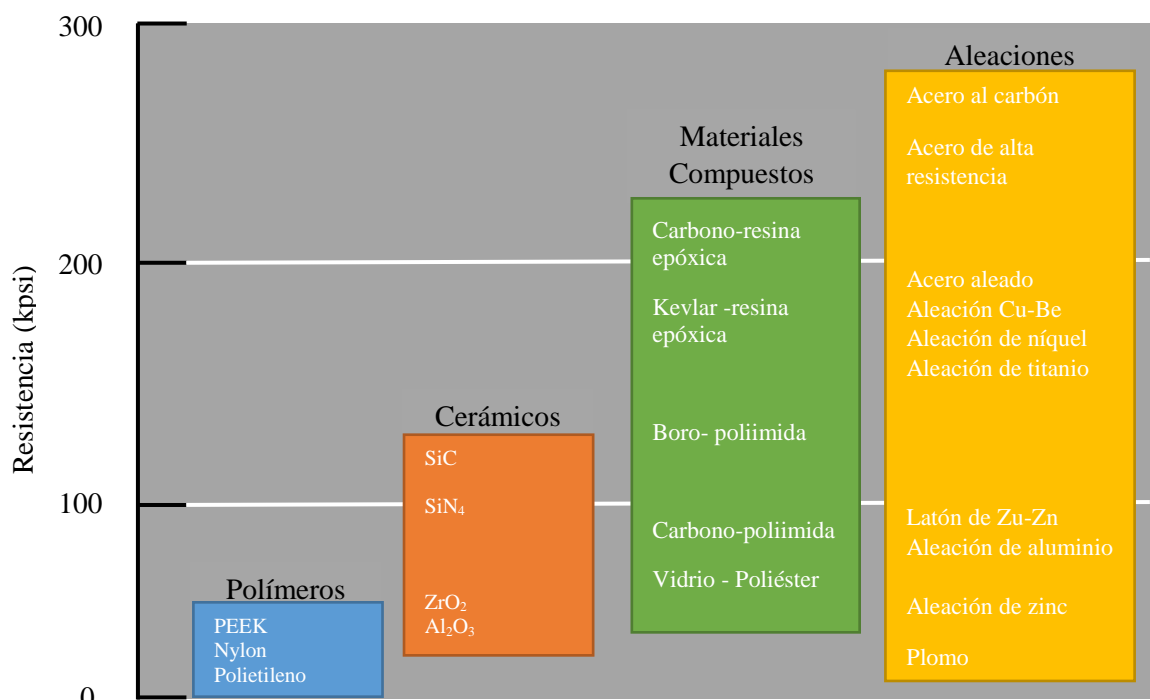 300
200
100
0
Resistencia (kpsi)
Polímeros
PEEK
Nylon
Polietileno
Cerámicos
SiC
SiN₄
ZrO₂
Al₂O₃
Materiales
Compuestos
Carbono-resina
epóxica
Kevlar -resina
epóxica
Boro- poliimida
Carbono-poliimida
Vidrio - Poliéster
Aleaciones
Acero al carbón
Acero de alta
resistencia
Acero aleado
Aleación Cu-Be
Aleación de níquel
Aleación de titanio
Latón de Zu-Zn
Aleación de aluminio
Aleación de zinc
Plomo